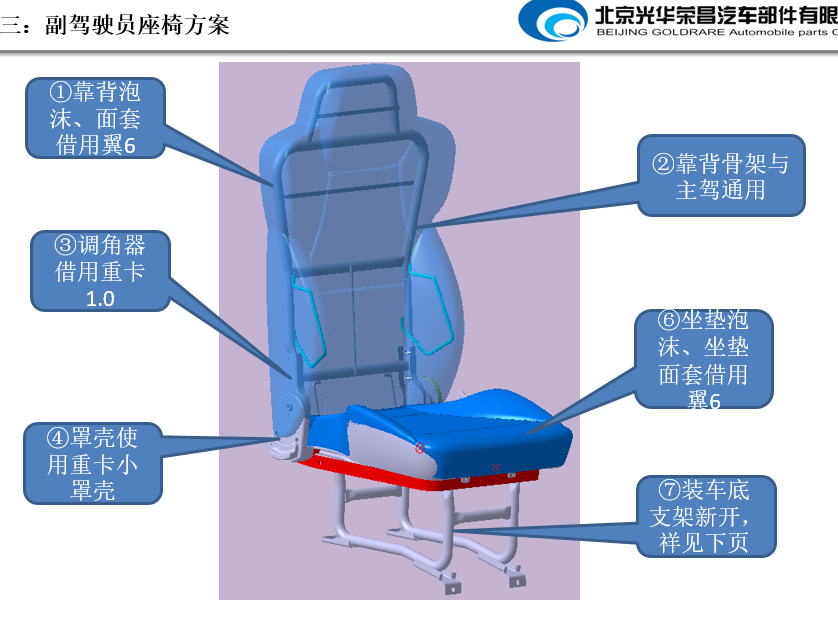 三：副驾驶员座椅方案
北京光华荣昌汽车部件有限
BEIJING GOLDRARE Automobile parts C
①靠背泡
沫、面套
借用翼6
②靠背骨架与
主驾通用
③调角器
借用重卡
1.0
⑥坐垫泡
沫、坐垫
面套借用
翼6
④罩壳使
用重卡小
罩壳
⑦装车底
支架新开，
祥见下页